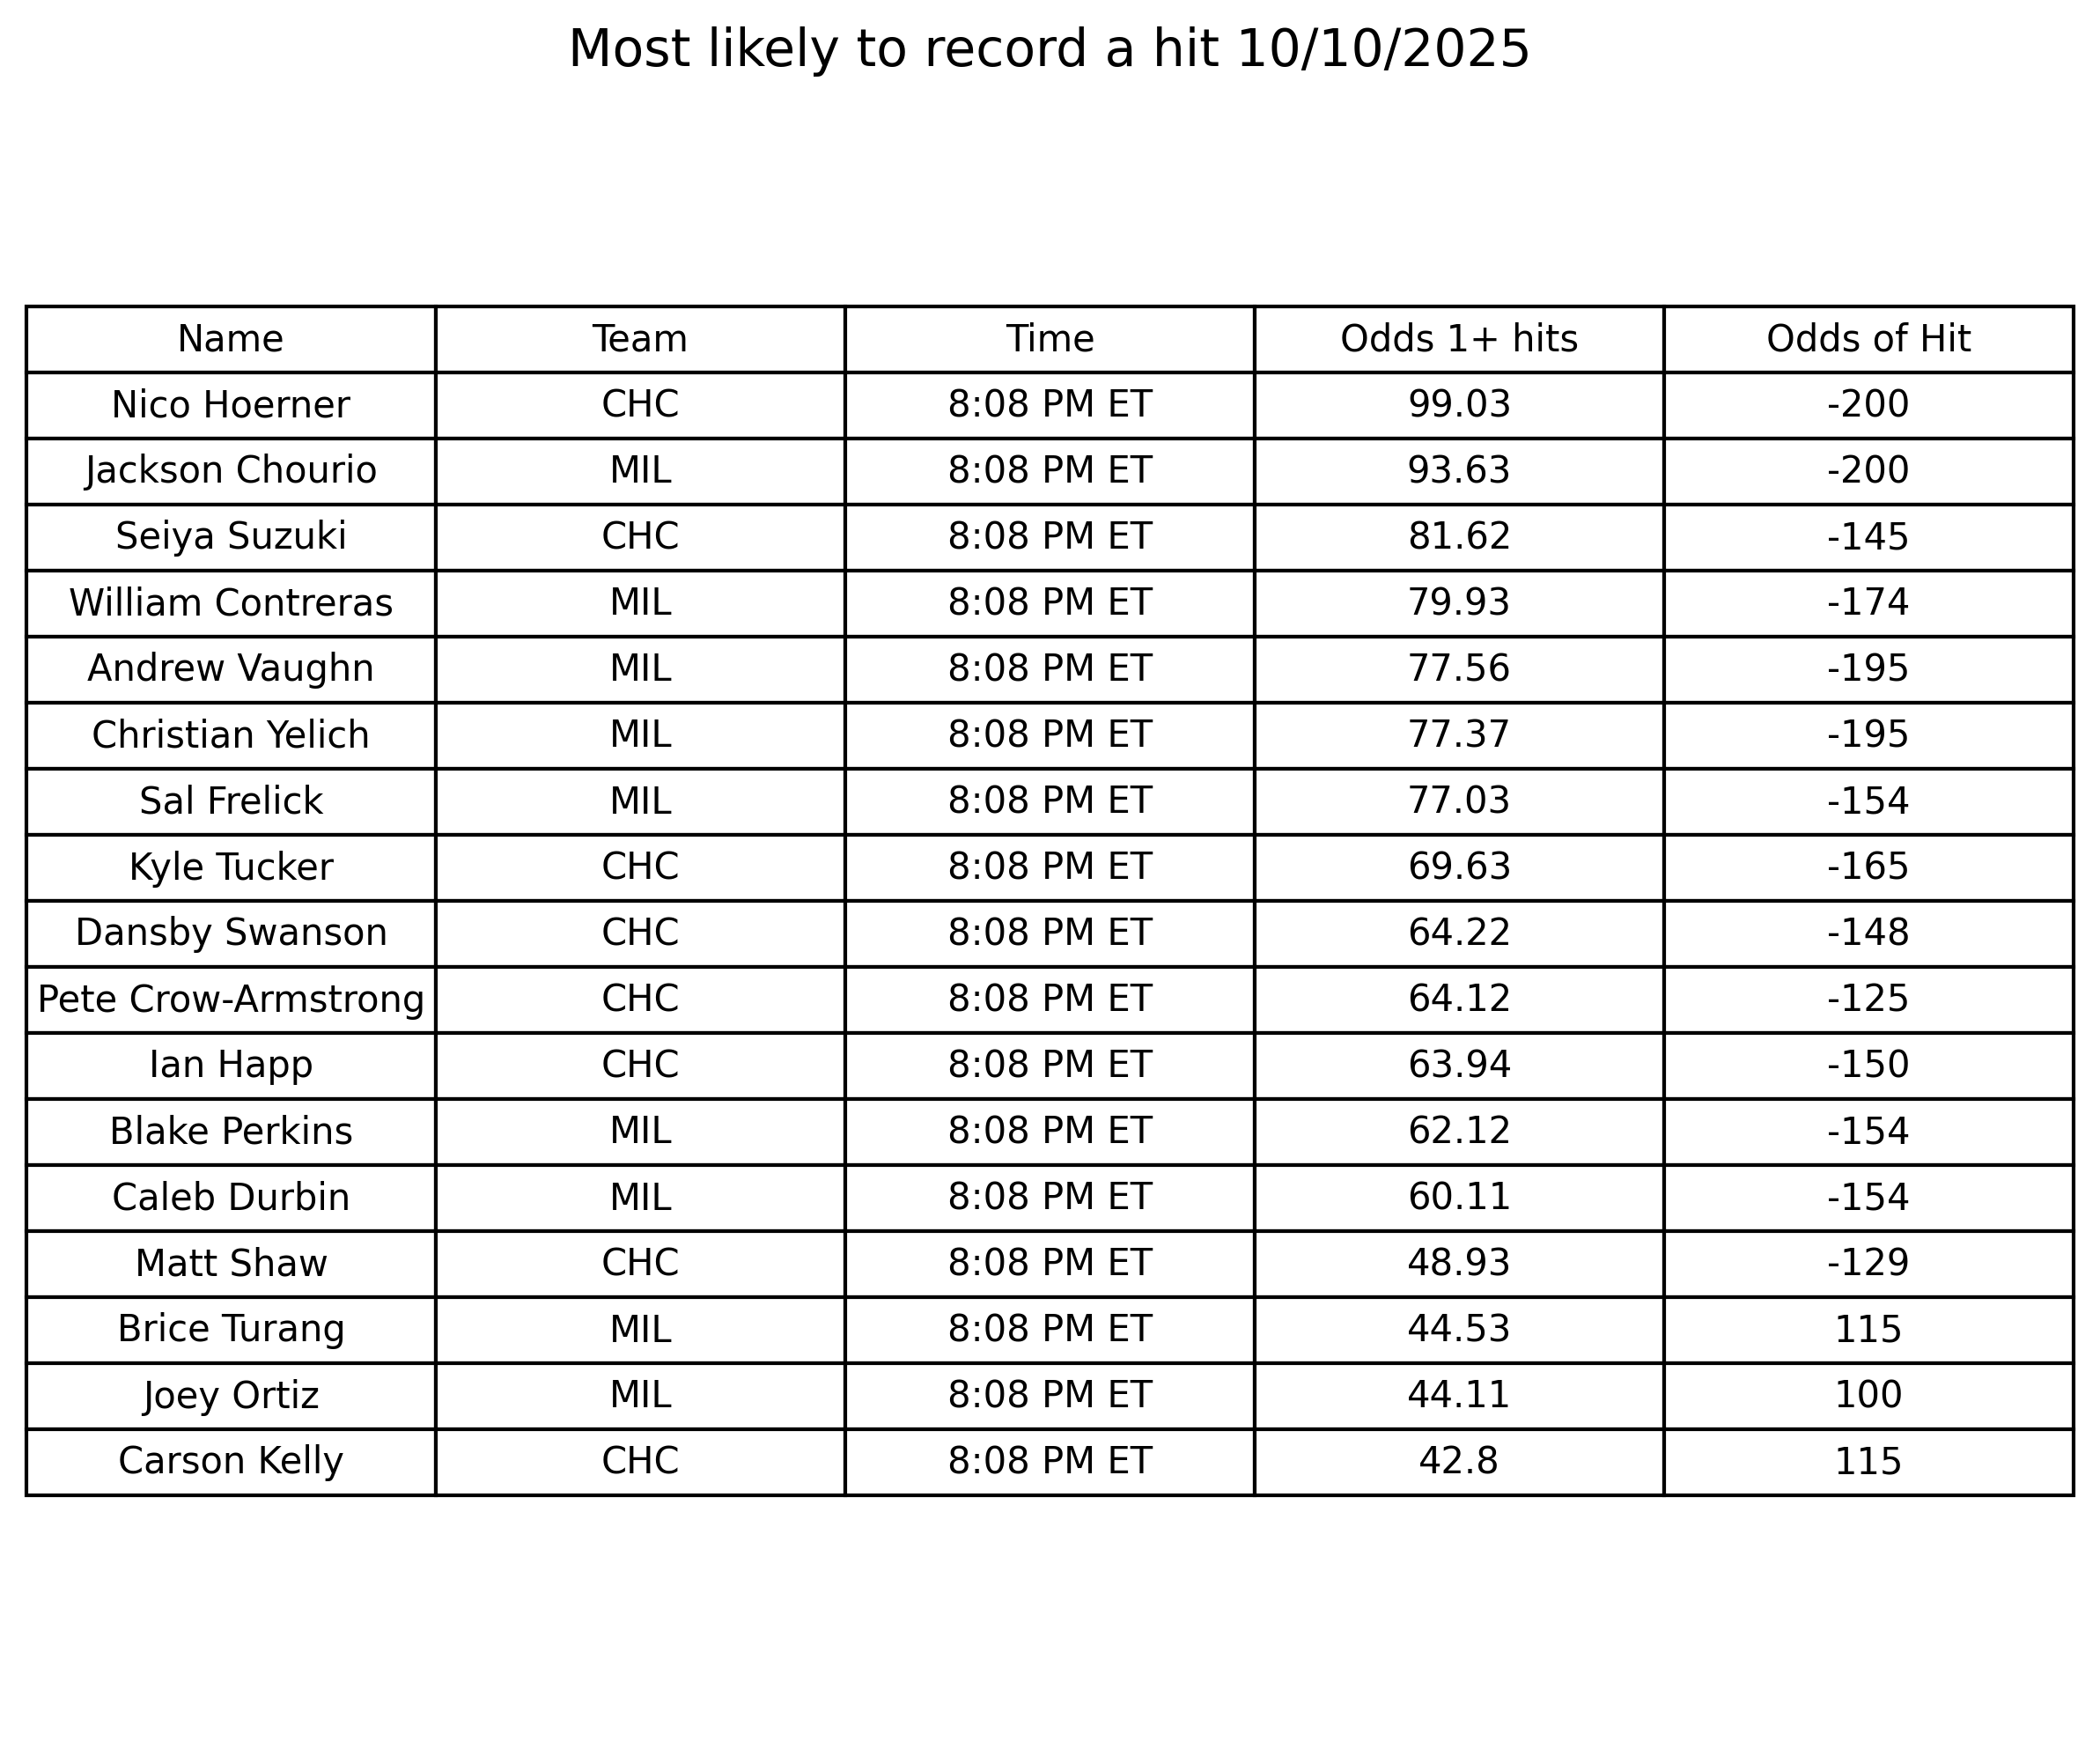 Most likely to record a hit 10/10/2025
Name Team Time Odds 1+ hits Odds of Hit
Nico Hoerner CHC 8:08 PM ET 99.03 -200
Jackson Chourio MIL 8:08 PM ET 93.63 -200
Seiya Suzuki CHC 8:08 PM ET 81.62 -145
William Contreras MIL 8:08 PM ET 79.93 -174
Andrew Vaughn MIL 8:08 PM ET 77.56 -195
Christian Yelich MIL 8:08 PM ET 77.37 -195
Sal Frelick MIL 8:08 PM ET 77.03 -154
Kyle Tucker CHC 8:08 PM ET 69.63 -165
Dansby Swanson CHC 8:08 PM ET 64.22 -148
Pete Crow-Armstrong CHC 8:08 PM ET 64.12 -125
Ian Happ CHC 8:08 PM ET 63.94 -150
Blake Perkins MIL 8:08 PM ET 62.12 -154
Caleb Durbin MIL 8:08 PM ET 60.11 -154
Matt Shaw CHC 8:08 PM ET 48.93 -129
Brice Turang MIL 8:08 PM ET 44.53 115
Joey Ortiz MIL 8:08 PM ET 44.11 100
Carson Kelly CHC 8:08 PM ET 42.8 115